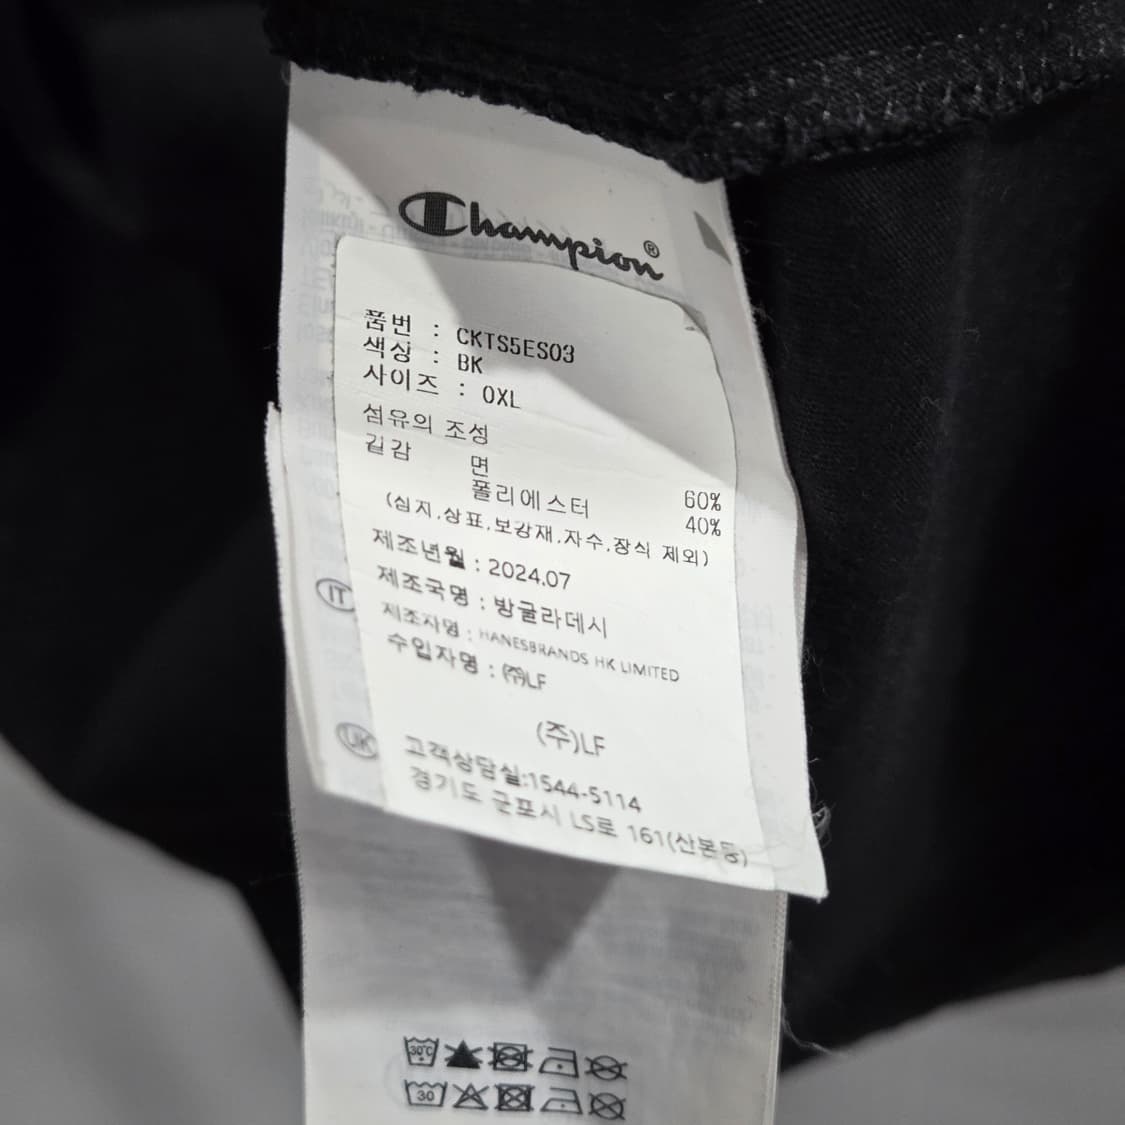 Champion®
품번 : CKTS5ES03
색상 : BK
사이즈 : 0XL
섬유의 조성
겉감 면 60%
폴리에스터 40%
(심지,상표,보강재,자수,장식 제외)
제조년월 : 2024.07
제조국명 : 방글라데시
제조자명 : HANESBRANDS HK LIMITED
수입자명 : ㈜LF
(주)LF
고객상담실:1544-5114
경기도 군포시 LS로 161(산본동)
IT
UK
30°C
30